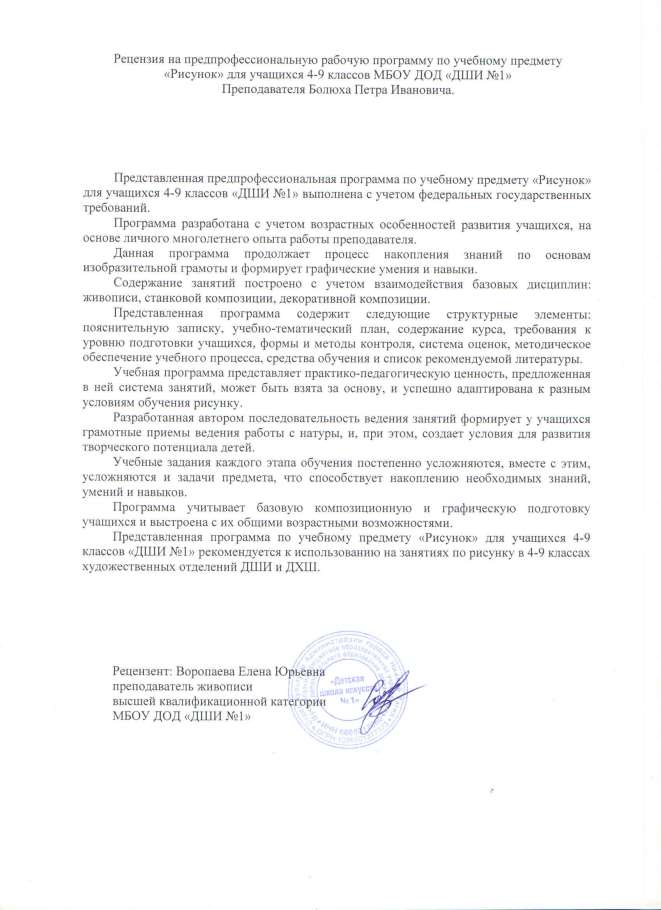 Рецензия на предпрофессиональную рабочую программу по учебному предмету
«Рисунок» для учащихся 4-9 классов МБОУ ДОД «ДШИ №1»
Преподавателя Болюха Петра Ивановича.
Представленная предпрофессиональная программа по учебному предмету «Рисунок»
для учащихся 4-9 классов «ДШИ №1» выполнена с учетом федеральных государственных
требований.
Программа разработана с учетом возрастных особенностей развития учащихся, на
основе личного многолетнего опыта работы преподавателя.
Данная программа продолжает процесс накопления знаний по основам
изобразительной грамоты и формирует графические умения и навыки.
Содержание занятий построено с учетом взаимодействия базовых дисциплин:
живописи, станковой композиции, декоративной композиции.
Представленная программа содержит следующие структурные элементы:
пояснительную записку, учебно-тематический план, содержание курса, требования к
уровню подготовки учащихся, формы и методы контроля, система оценок, методическое
обеспечение учебного процесса, средства обучения и список рекомендуемой литературы.
Учебная программа представляет практико-педагогическую ценность, предложенная
в ней система занятий, может быть взята за основу, и успешно адаптирована к разным
условиям обучения рисунку.
Разработанная автором последовательность ведения занятий формирует у учащихся
грамотные приемы ведения работы с натуры, и, при этом, создает условия для развития
творческого потенциала детей.
Учебные задания каждого этапа обучения постепенно усложняются, вместе с этим,
усложняются и задачи предмета, что способствует накоплению необходимых знаний,
умений и навыков.
Программа учитывает базовую композиционную и графическую подготовку
учащихся и выстроена с их общими возрастными возможностями.
Представленная программа по учебному предмету «Рисунок» для учащихся 4-9
классов «ДШИ №1» рекомендуется к использованию на занятиях по рисунку в 4-9 классах
художественных отделений ДШИ и ДХШ.
Рецензент: Воропаева Елена Юрьевна
преподаватель живописи
высшей квалификационной категории
МБОУ ДОД «ДШИ №1»
«Детская
школа искусств
№ 1»